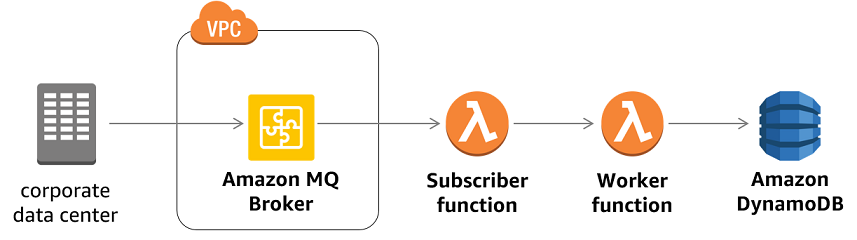 VPC
corporate
data center
Amazon MQ
Broker
Subscriber
function
Worker
function
Amazon
DynamoDB